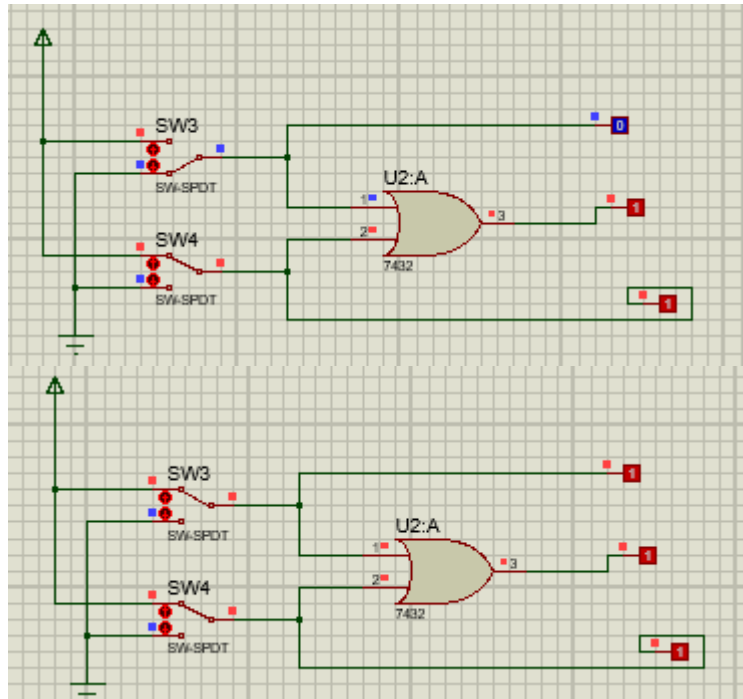 SW3
0
SW-SPDT
U2:A
1
3
1
SW4
2
7432
SW-SPDT
1
SW3
1
SW-SPDT
U2:A
1
3
1
SW4
2
7432
SW-SPDT
1